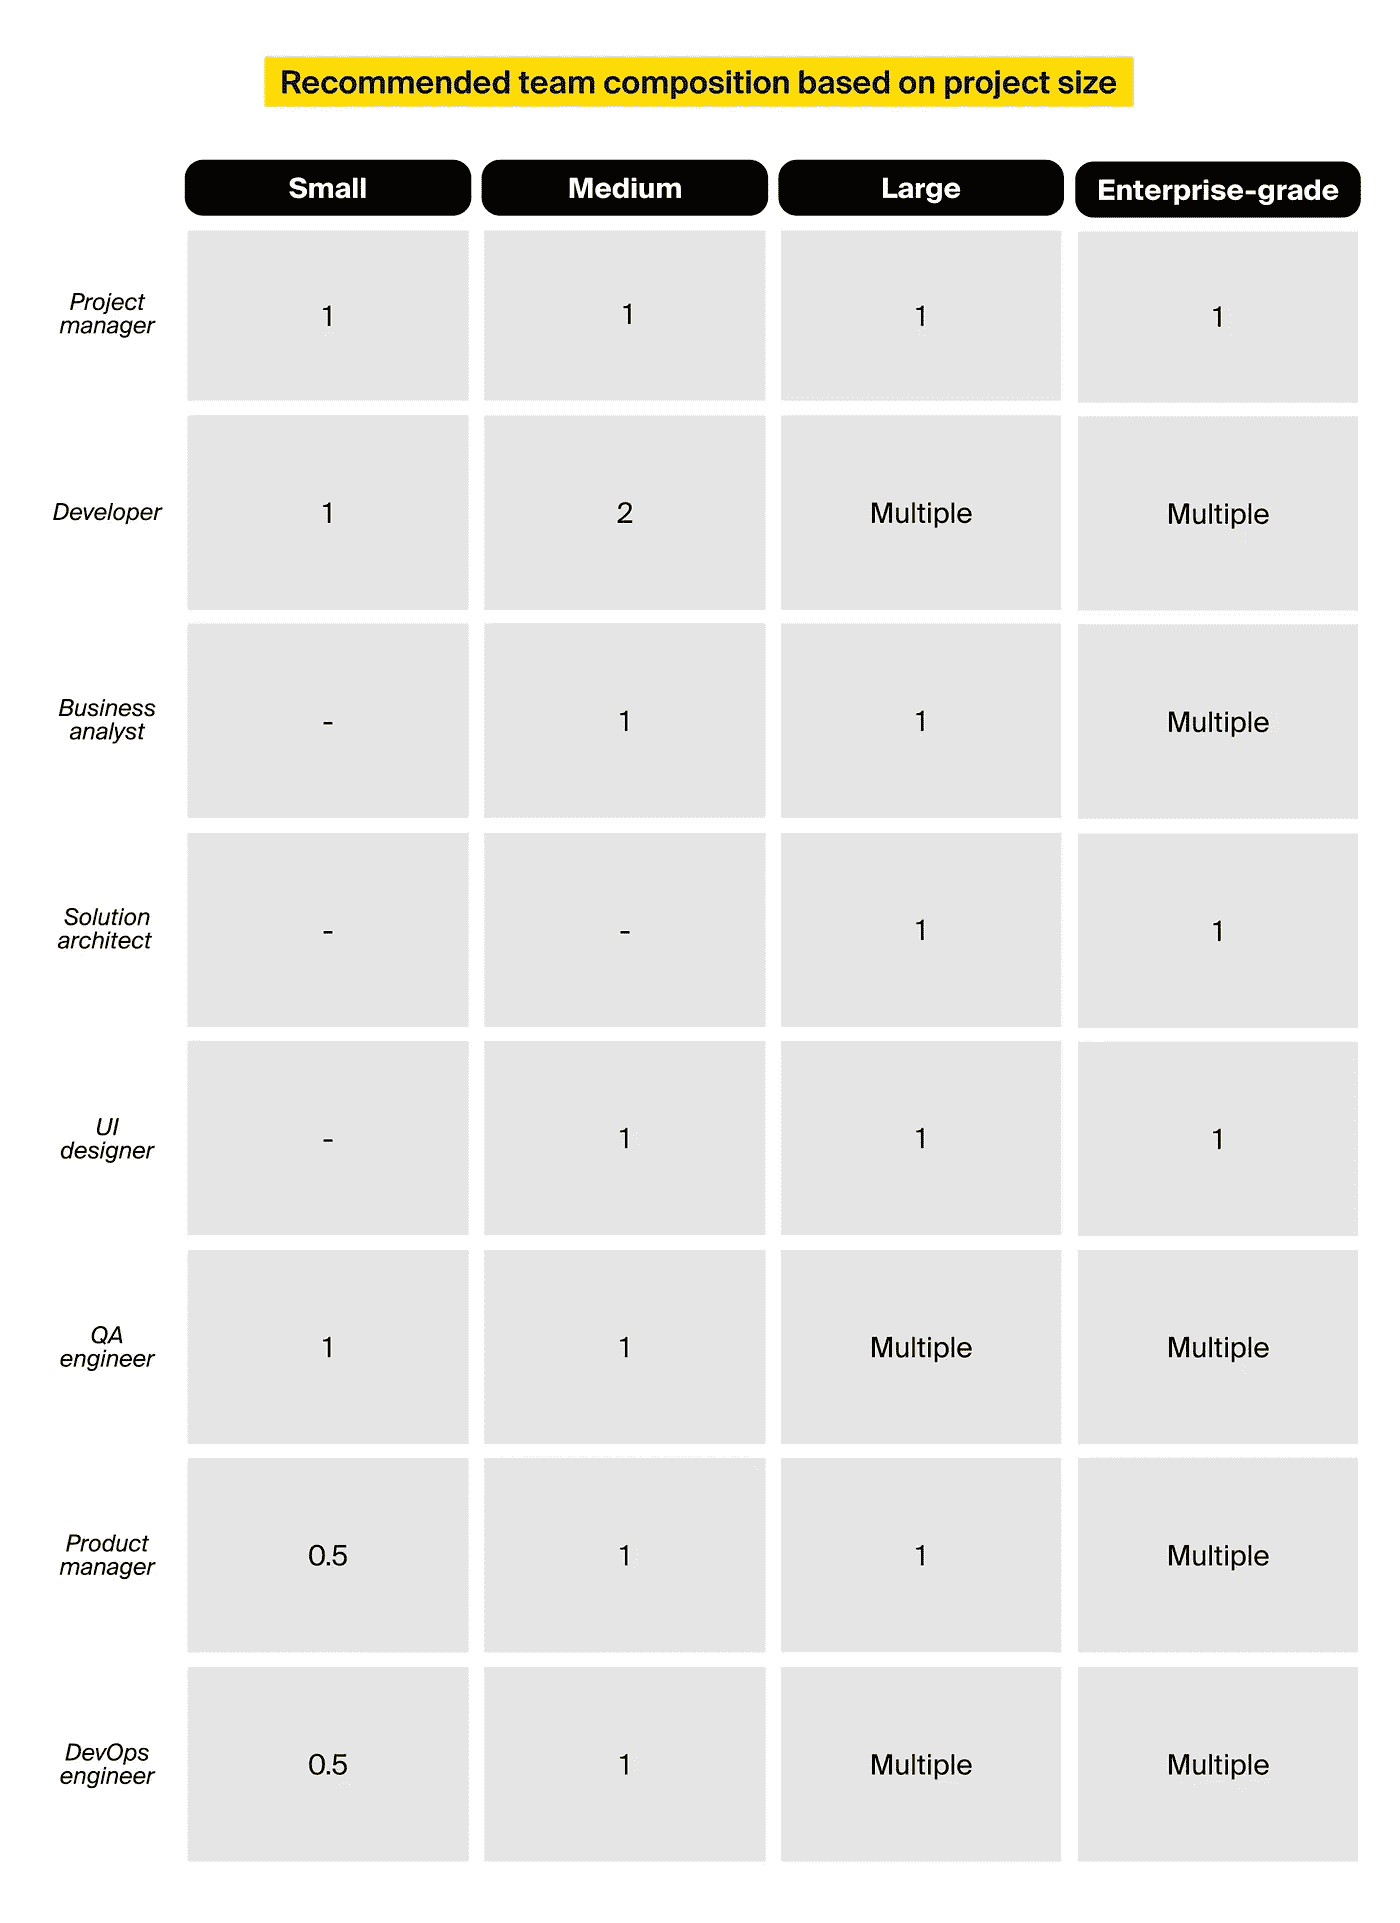 Recommended team composition based on project size
Small Medium Large Enterprise-grade
Project
manager
1 1 1 1
Developer 1 2 Multiple Multiple
Business
analyst
- 1 1 Multiple
Solution
architect
- - 1 1
UI
designer
- 1 1 1
QA
engineer
1 1 Multiple Multiple
Product
manager
0.5 1 1 Multiple
DevOps
engineer
0.5 1 Multiple Multiple